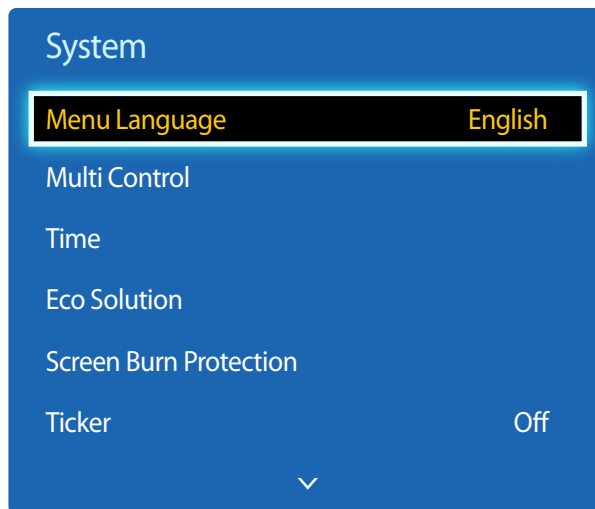 System
Menu Language English
Multi Control
Time
Eco Solution
Screen Burn Protection
Ticker Off